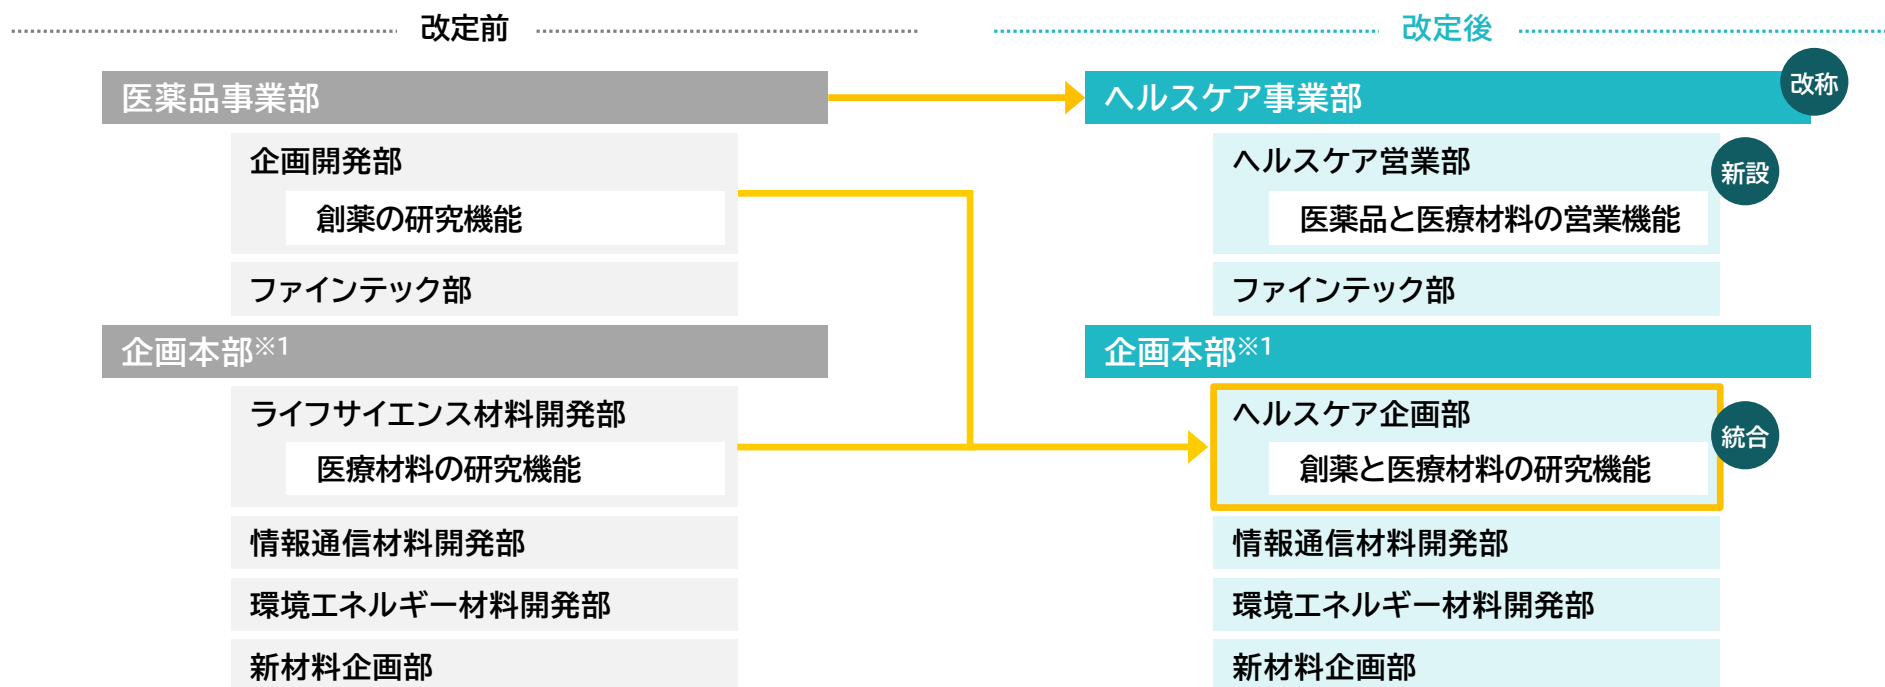 改定前
医薬品事業部
企画開発部
創薬の研究機能
ファインテック部
企画本部※1
ライフサイエンス材料開発部
医療材料の研究機能
情報通信材料開発部
環境エネルギー材料開発部
新材料企画部
改定後
ヘルスケア事業部
改称
ヘルスケア営業部
新設
医薬品と医療材料の営業機能
ファインテック部
企画本部※1
ヘルスケア企画部
統合
創薬と医療材料の研究機能
情報通信材料開発部
環境エネルギー材料開発部
新材料企画部